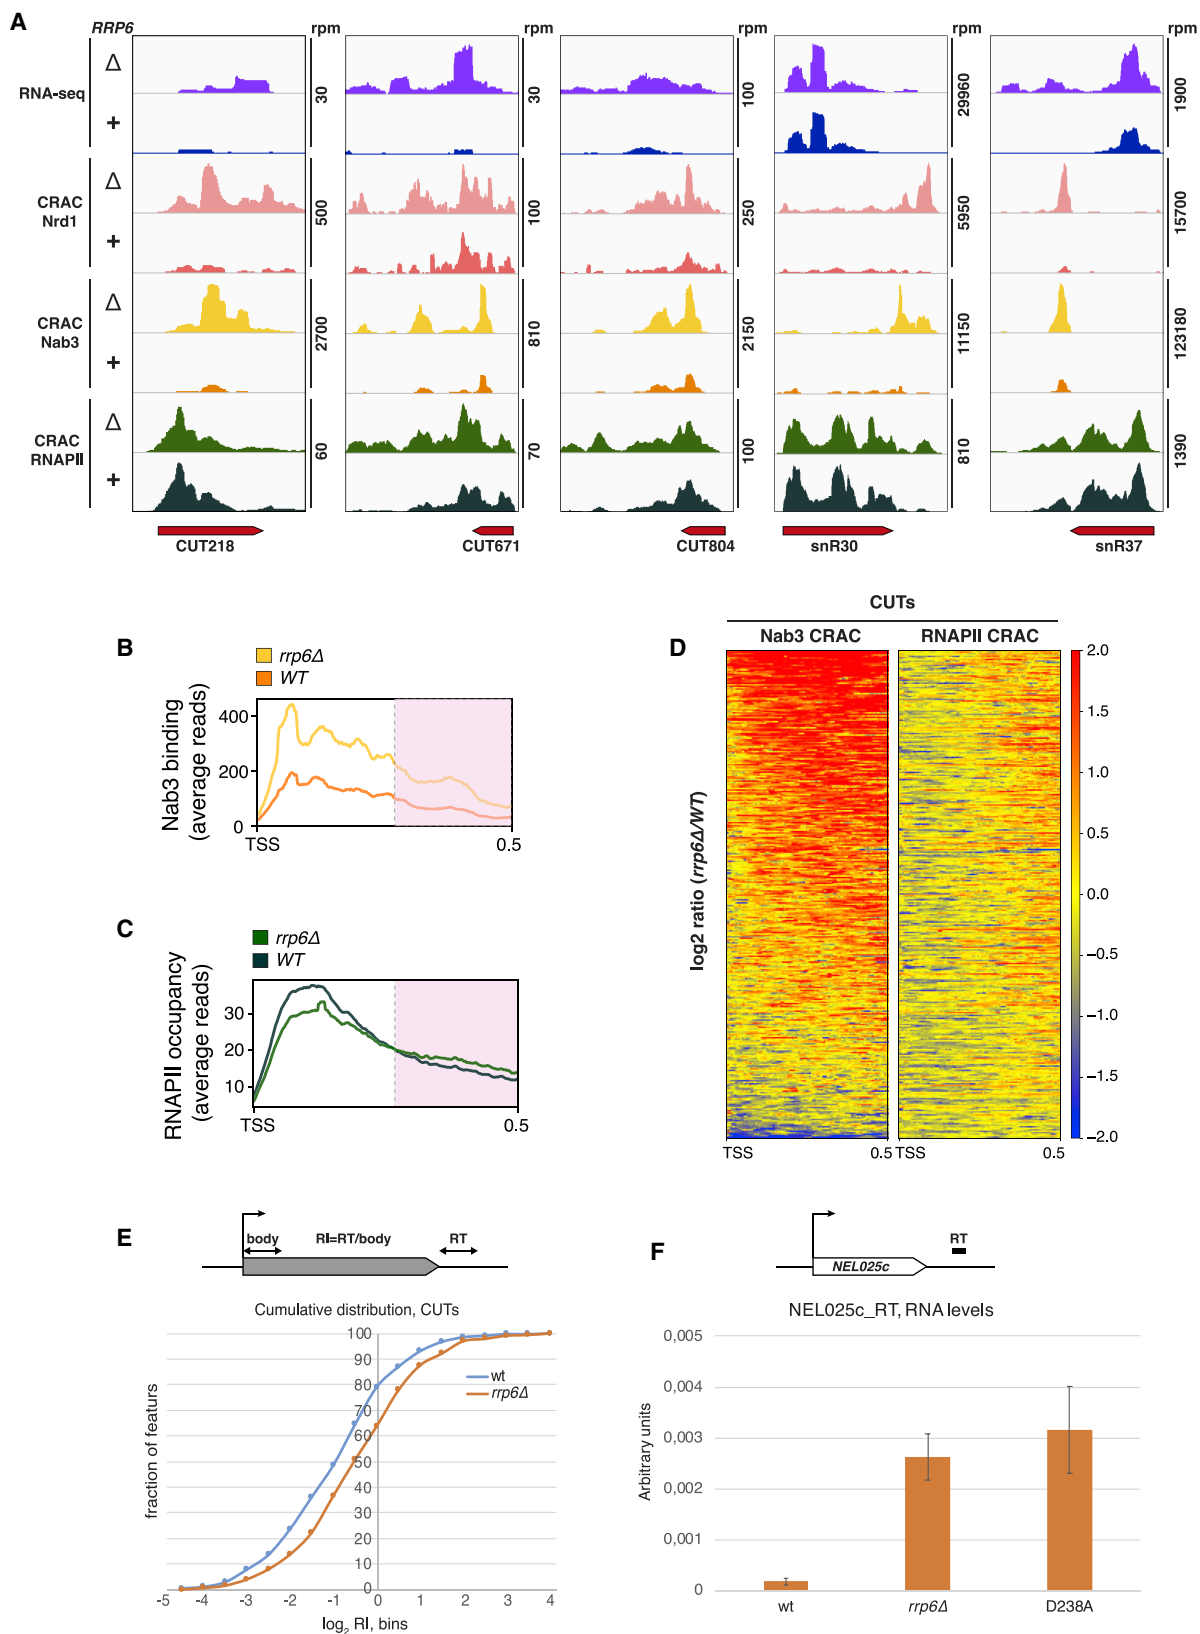 A
RRP6
rpm
rpm
rpm
rpm
rpm
RNA-seq
Δ
+
30
30
100
29960
1900
CRAC
Nrd1
Δ
+
500
100
250
5950
15700
CRAC
Nab3
Δ
+
2700
810
2150
11150
123180
CRAC
RNAPII
Δ
+
60
70
100
810
1390
CUT218
CUT671
CUT804
snR30
snR37
B
rrp6Δ
WT
Nab3 binding
(average reads)
400
200
0
TSS
0.5
C
rrp6Δ
WT
RNAPII occupancy
(average reads)
30
20
10
TSS
0.5
D
CUTs
Nab3 CRAC
RNAPII CRAC
log2 ratio (rrp6Δ/WT)
2.0
1.5
1.0
0.5
0.0
−0.5
−1.0
−1.5
−2.0
TSS
0.5
TSS
0.5
E
body
RI=RT/body
RT
Cumulative distribution, CUTs
fraction of featurs
100
90
80
70
60
50
40
30
20
10
0
wt
rrp6Δ
-5
-4
-3
-2
-1
0
1
2
3
4
log2 RI, bins
F
RT
NEL025c
NEL025c_RT, RNA levels
Arbitrary units
0,005
0,004
0,003
0,002
0,001
0
wt
rrp6Δ
D238A